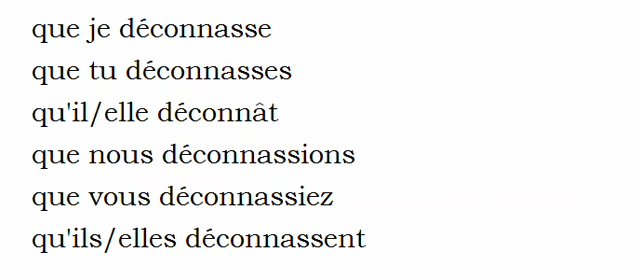 que je déconnasse
que tu déconnasses
qu'il/elle déconnât
que nous déconnassions
que vous déconnassiez
qu'ils/elles déconnassent